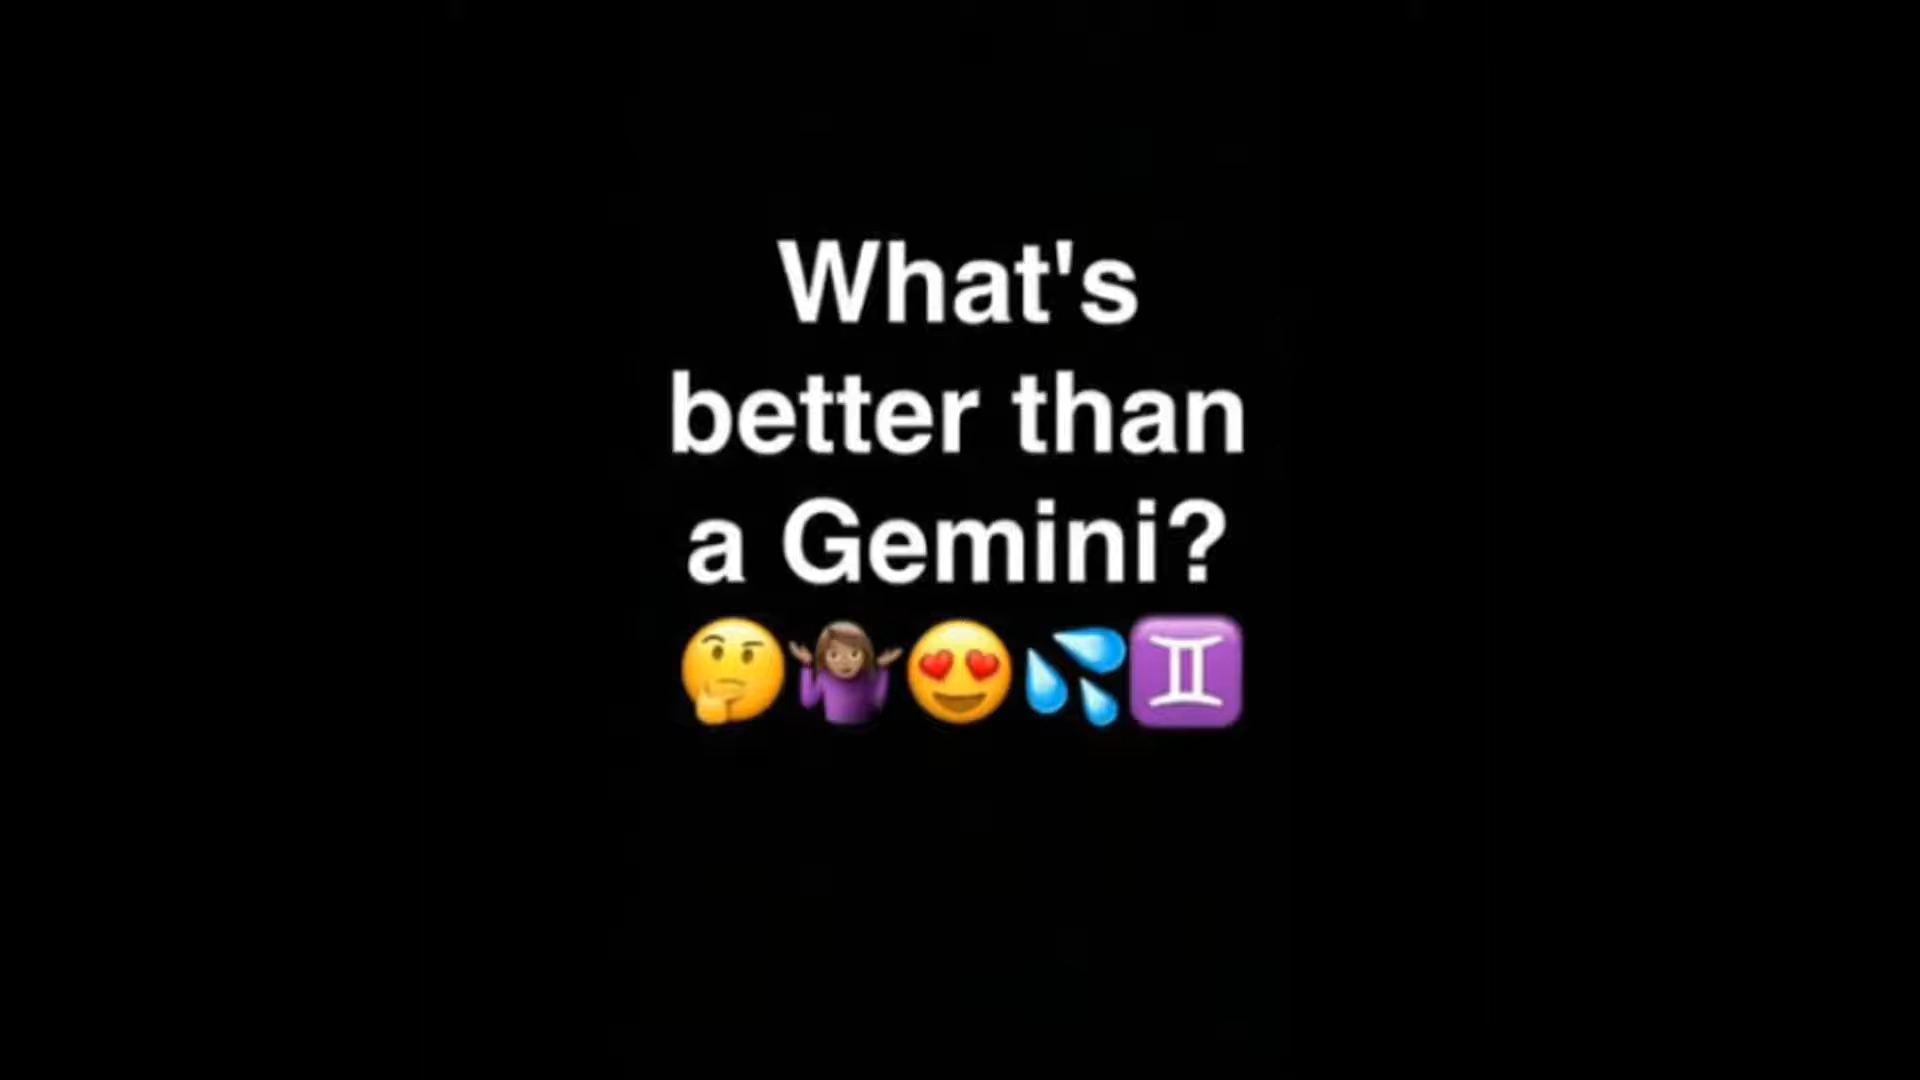 What's
better than
a Gemini?
🤔🤷🏽‍♀️😍💦♊